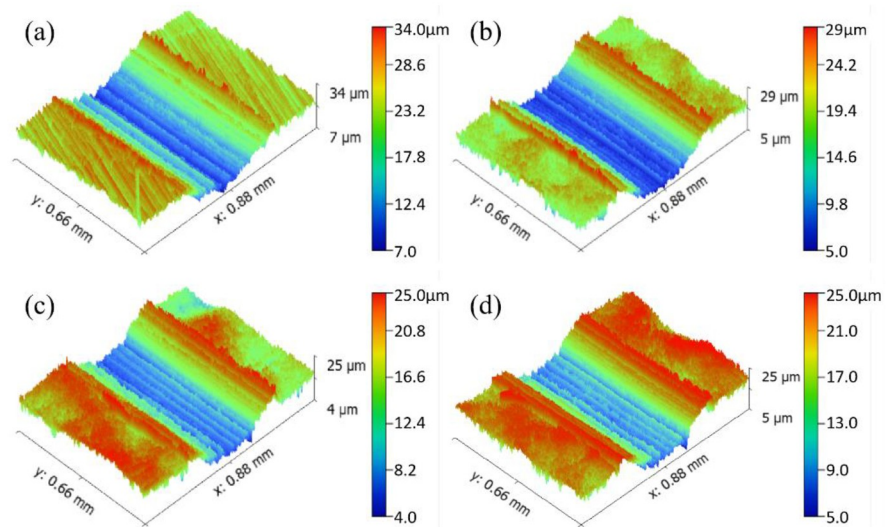 (a)
34.0μm
28.6
23.2
17.8
12.4
7.0
34 μm
7 μm
y: 0.66 mm
x: 0.88 mm
(b)
29μm
24.2
19.4
14.6
9.8
5.0
29 μm
5 μm
y: 0.66 mm
x: 0.88 mm
(c)
25.0μm
20.8
16.6
12.4
8.2
4.0
25 μm
4 μm
y: 0.66 mm
x: 0.88 mm
(d)
25.0μm
21.0
17.0
13.0
9.0
5.0
25 μm
5 μm
y: 0.66 mm
x: 0.88 mm